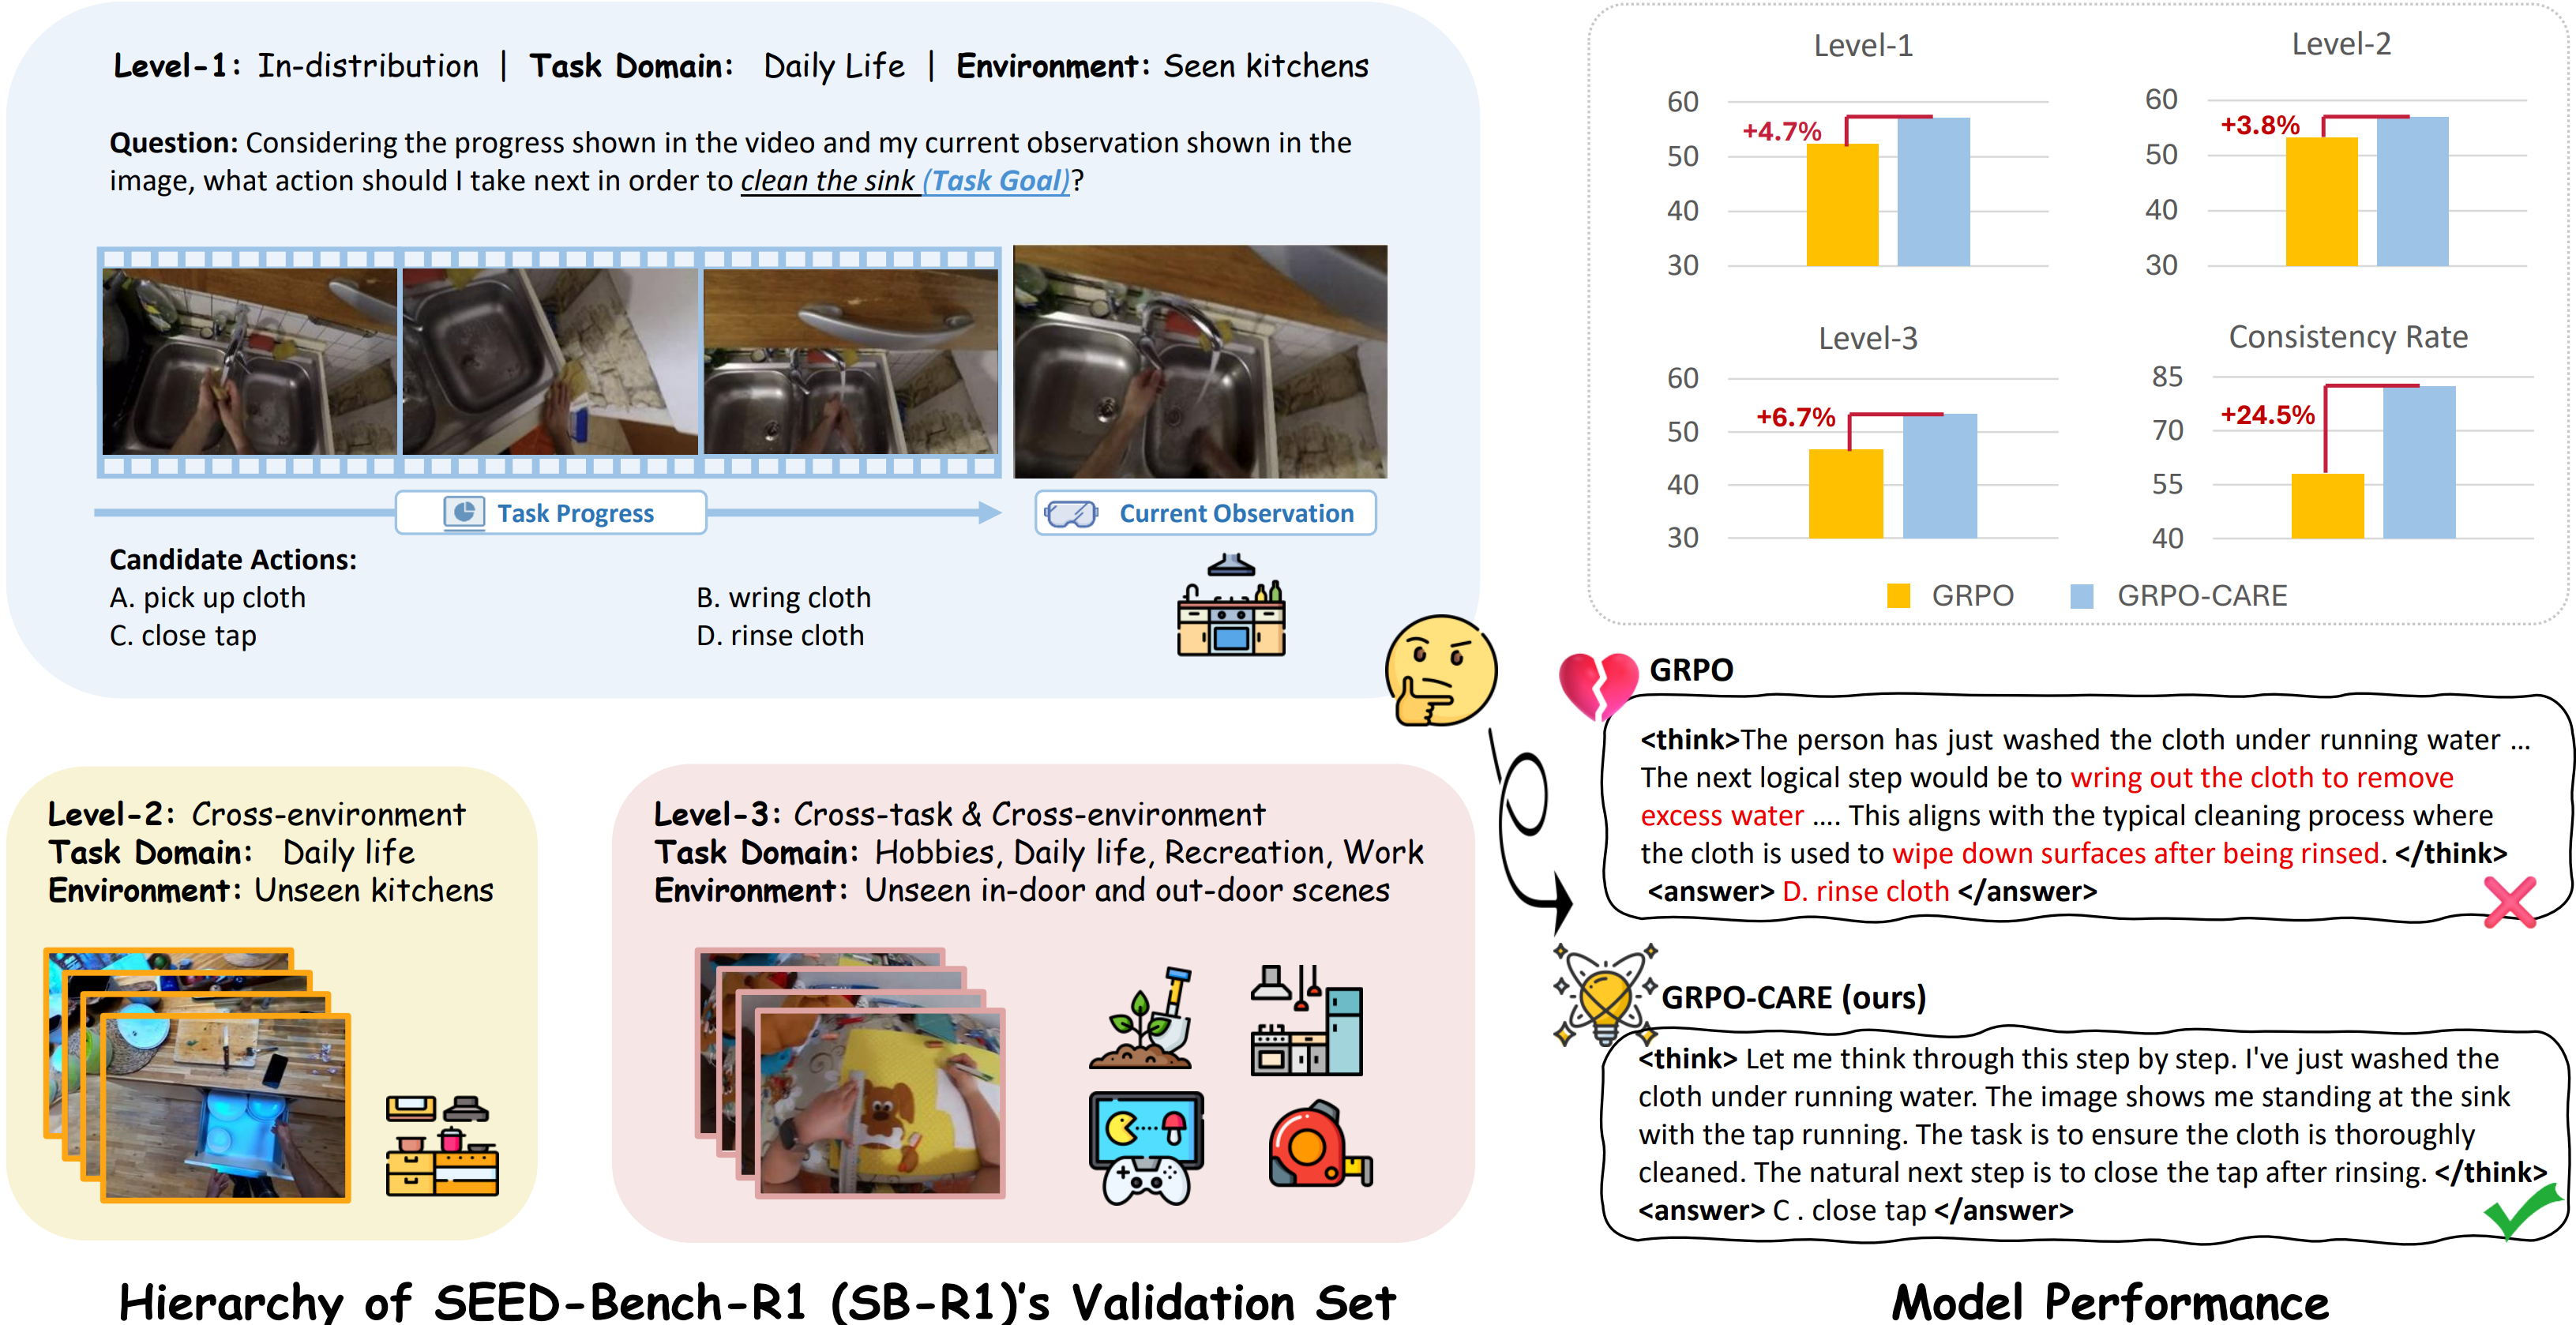 Level-1: In-distribution | Task Domain: Daily Life | Environment: Seen kitchens
Question: Considering the progress shown in the video and my current observation shown in the
image, what action should I take next in order to clean the sink (Task Goal)?
Task Progress
Current Observation
Candidate Actions:
A. pick up cloth
B. wring cloth
C. close tap
D. rinse cloth
Level-2: Cross-environment
Task Domain: Daily life
Environment: Unseen kitchens
Level-3: Cross-task & Cross-environment
Task Domain: Hobbies, Daily life, Recreation, Work
Environment: Unseen in-door and out-door scenes
Hierarchy of SEED-Bench-R1 (SB-R1)'s Validation Set
Level-1
60
50
40
30
+4.7%
Level-2
60
50
40
30
+3.8%
Level-3
60
50
40
30
+6.7%
Consistency Rate
85
70
55
40
+24.5%
GRPO
GRPO-CARE
GRPO
<think>The person has just washed the cloth under running water ...
The next logical step would be to wring out the cloth to remove
excess water .... This aligns with the typical cleaning process where
the cloth is used to wipe down surfaces after being rinsed. </think>
<answer> D. rinse cloth </answer>
GRPO-CARE (ours)
<think> Let me think through this step by step. I've just washed the
cloth under running water. The image shows me standing at the sink
with the tap running. The task is to ensure the cloth is thoroughly
cleaned. The natural next step is to close the tap after rinsing. </think>
<answer> C . close tap </answer>
Model Performance